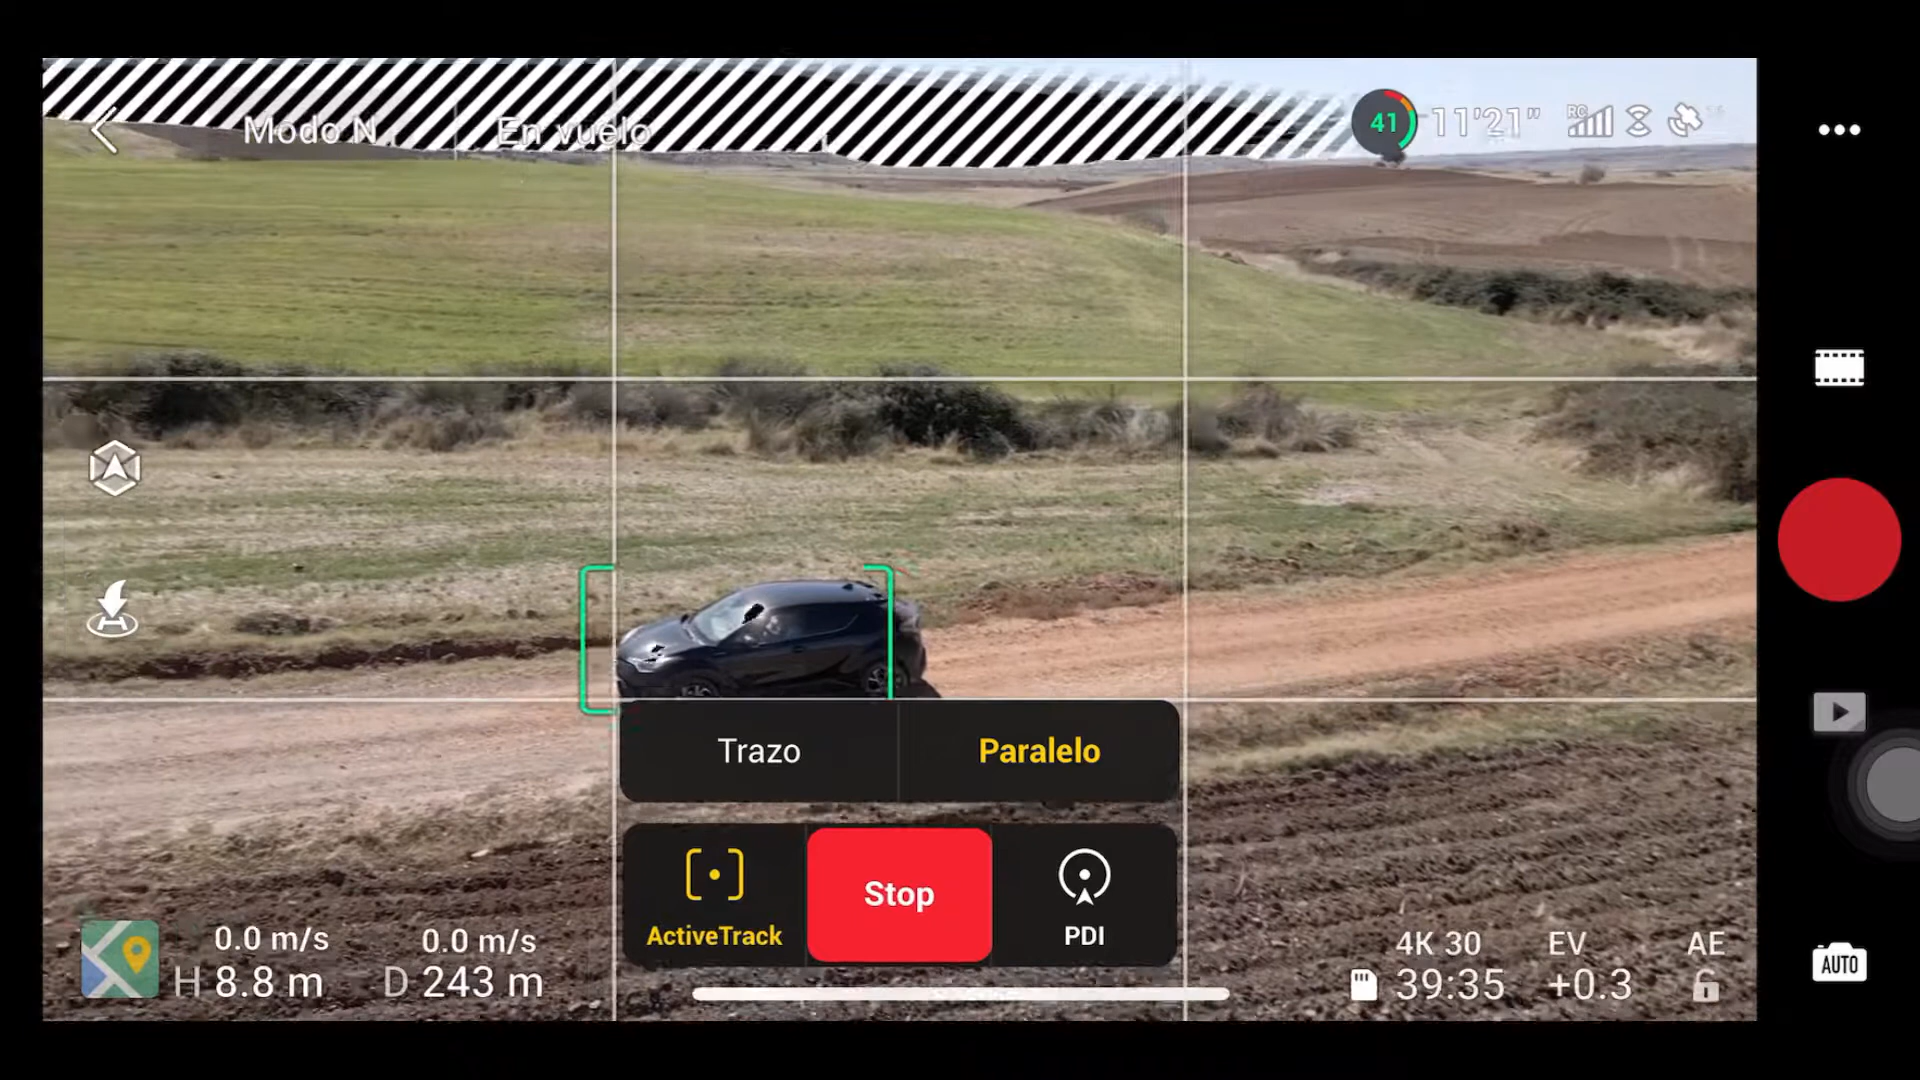 Modo N
En vuelo
41
11'21"
RC
Trazo
Paralelo
ActiveTrack
Stop
PDI
0.0 m/s
0.0 m/s
H 8.8 m
D 243 m
4K 30
EV
AE
39:35
+0.3
AUTO